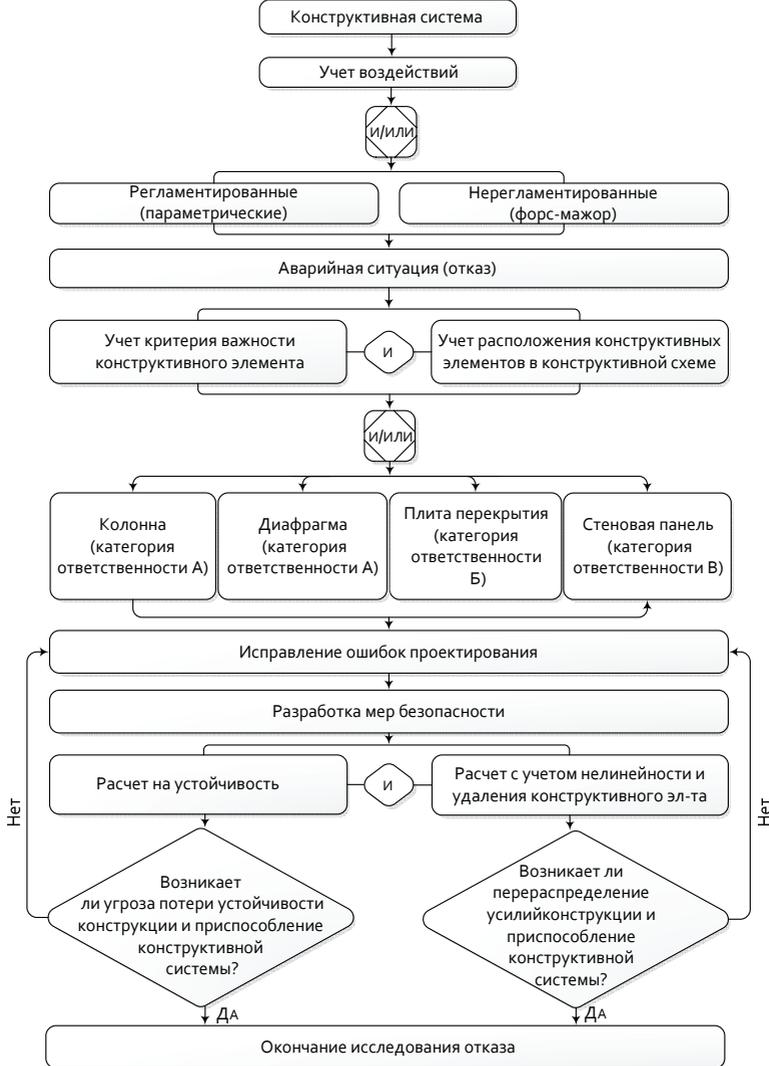 Конструктивная система
Учет воздействий
И/ИЛИ
Регламентированные
(параметрические)
Нерегламентированные
(форс-мажор)
Аварийная ситуация (отказ)
Учет критерия важности
конструктивного элемента
И
Учет расположения конструктивных
элементов в конструктивной схеме
И/ИЛИ
Колонна
(категория
ответственности А)
Диафрагма
(категория
ответственности А)
Плита перекрытия
(категория
ответственности
Б)
Стеновая панель
(категория
ответственности В)
Исправление ошибок проектирования
Разработка мер безопасности
Расчет на устойчивость
И
Расчет с учетом нелинейности и
удаления конструктивного эл-та
Нет
Нет
Возникает
ли угроза потери устойчивости
конструкции и приспособление
конструктивной
системы?
Возникает ли
перераспределение
усилийконструкции и
приспособление
конструктивной
системы?
ДА
ДА
Окончание исследования отказа